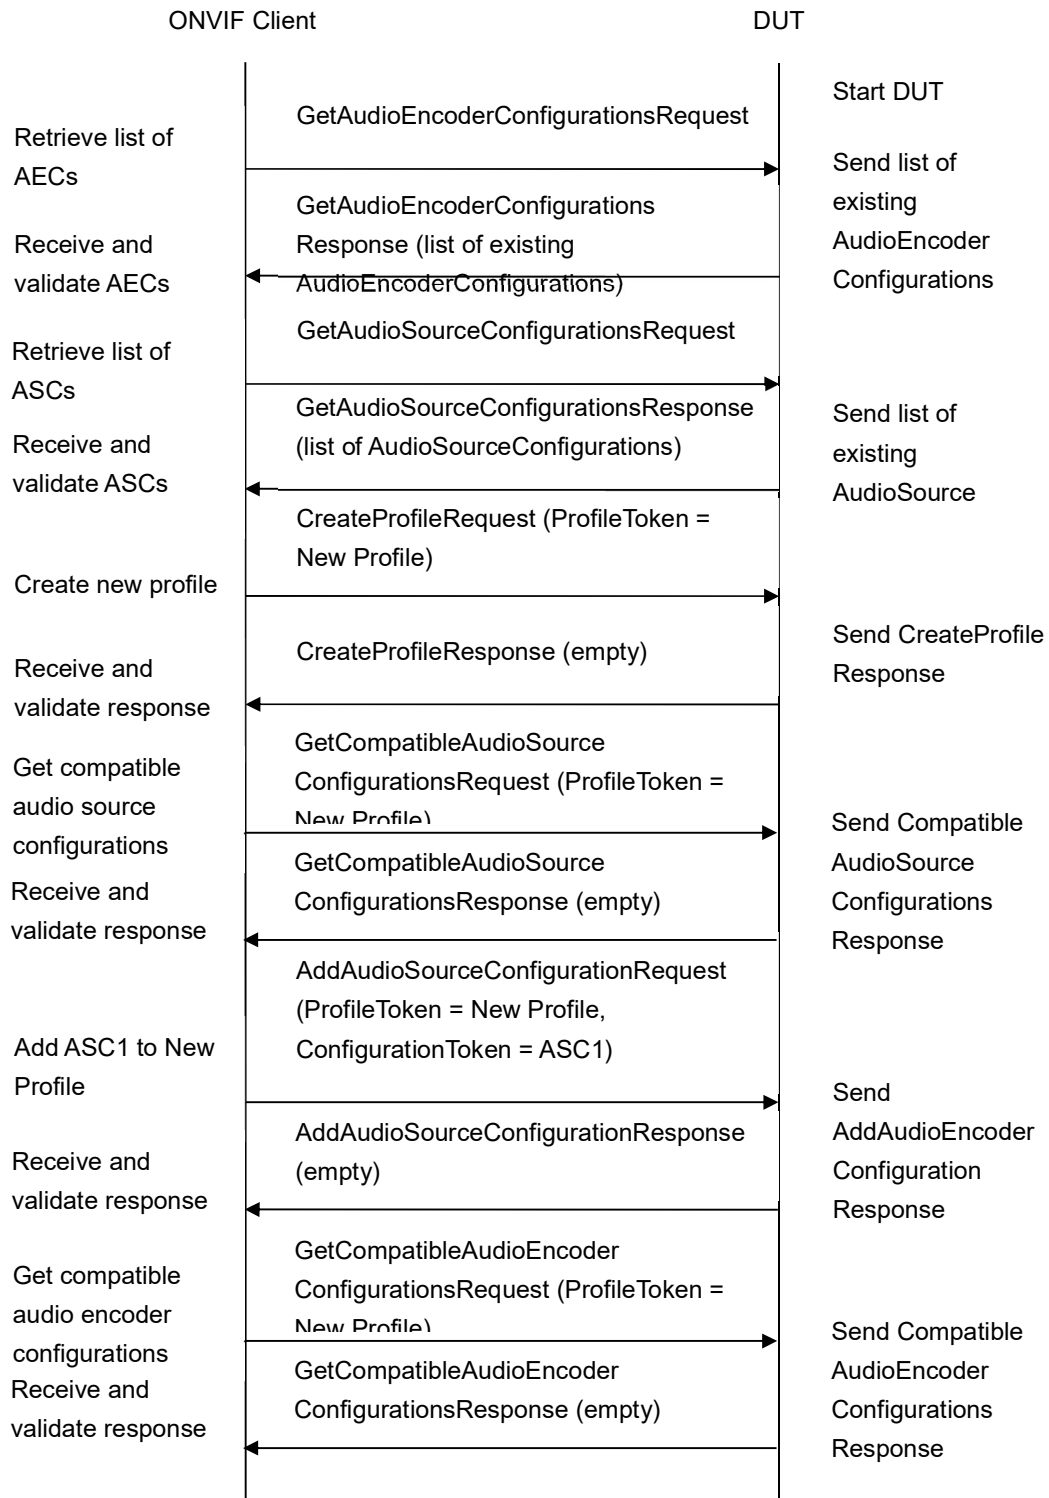 ONVIF Client
DUT
Start DUT
GetAudioEncoderConfigurationsRequest
Retrieve list of
AECs
Send list of
existing
AudioEncoder
Configurations
GetAudioEncoderConfigurations
Response (list of existing
AudioEncoderConfigurations)
Receive and
validate AECs
GetAudioSourceConfigurationsRequest
Retrieve list of
ASCs
GetAudioSourceConfigurationsResponse
(list of AudioSourceConfigurations)
Send list of
existing
AudioSource
Receive and
validate ASCs
CreateProfileRequest (ProfileToken =
New Profile)
Create new profile
Send CreateProfile
Response
CreateProfileResponse (empty)
Receive and
validate response
GetCompatibleAudioSource
ConfigurationsRequest (ProfileToken =
New Profile)
Get compatible
audio source
configurations
Send Compatible
AudioSource
Configurations
Response
GetCompatibleAudioSource
ConfigurationsResponse (empty)
Receive and
validate response
AddAudioSourceConfigurationRequest
(ProfileToken = New Profile,
ConfigurationToken = ASC1)
Add ASC1 to New
Profile
Send
AddAudioEncoder
Configuration
Response
AddAudioSourceConfigurationResponse
(empty)
Receive and
validate response
GetCompatibleAudioEncoder
ConfigurationsRequest (ProfileToken =
New Profile)
Get compatible
audio encoder
configurations
Send Compatible
AudioEncoder
Configurations
Response
GetCompatibleAudioEncoder
ConfigurationsResponse (empty)
Receive and
validate response